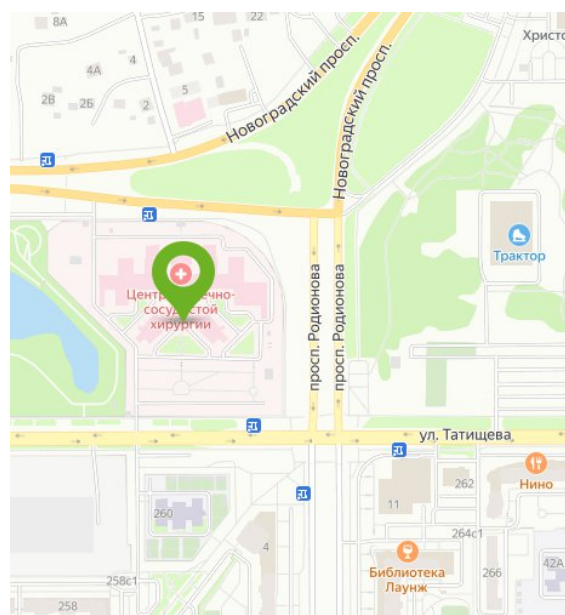 8А
15
22
4А
4
Христо
2В
2Б
2
5
Новоградский просп.
Новоградский просп.
Трактор
Центр
ечно-
сосудистой
хирургии
просп. Родионова
просп. Родионова
ул. Татищева
Нино
262
11
260
264с1
4
Библиотека
Лаунж
266
42А
258с1
258